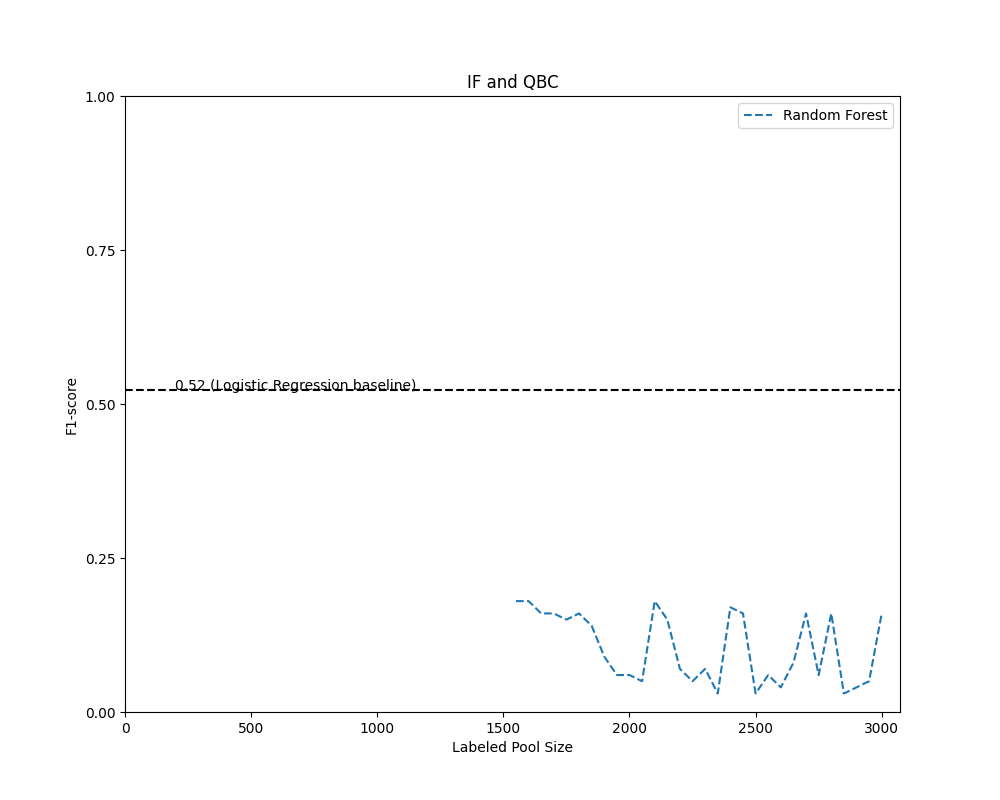 IF and QBC
1.00
Random Forest
0.75
0.52 (Logistic Regression baseline)
0.50
F1-score
0.25
0.00
0 500 1000 1500 2000 2500 3000
Labeled Pool Size